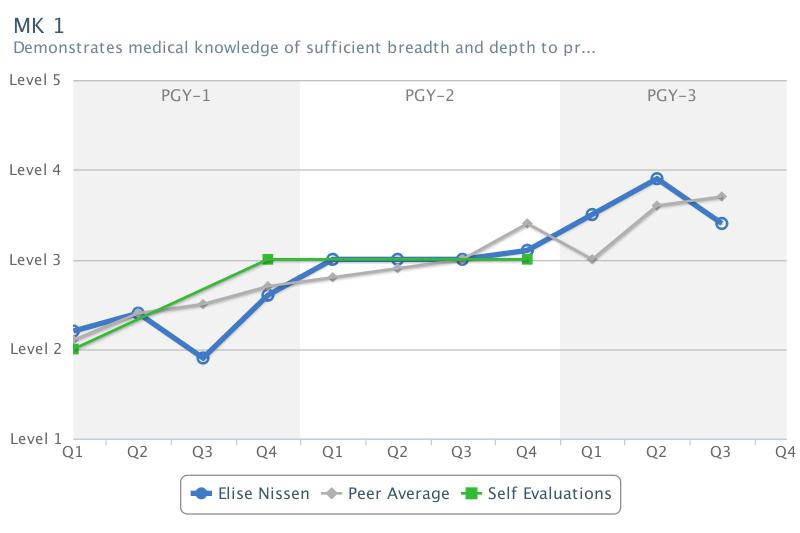 MK 1
Demonstrates medical knowledge of sufficient breadth and depth to pr...
Level 5
PGY-1 PGY-2 PGY-3
Level 4
Level 3
Level 2
Level 1
Q1 Q2 Q3 Q4 Q1 Q2 Q3 Q4 Q1 Q2 Q3 Q4
Elise Nissen Peer Average Self Evaluations